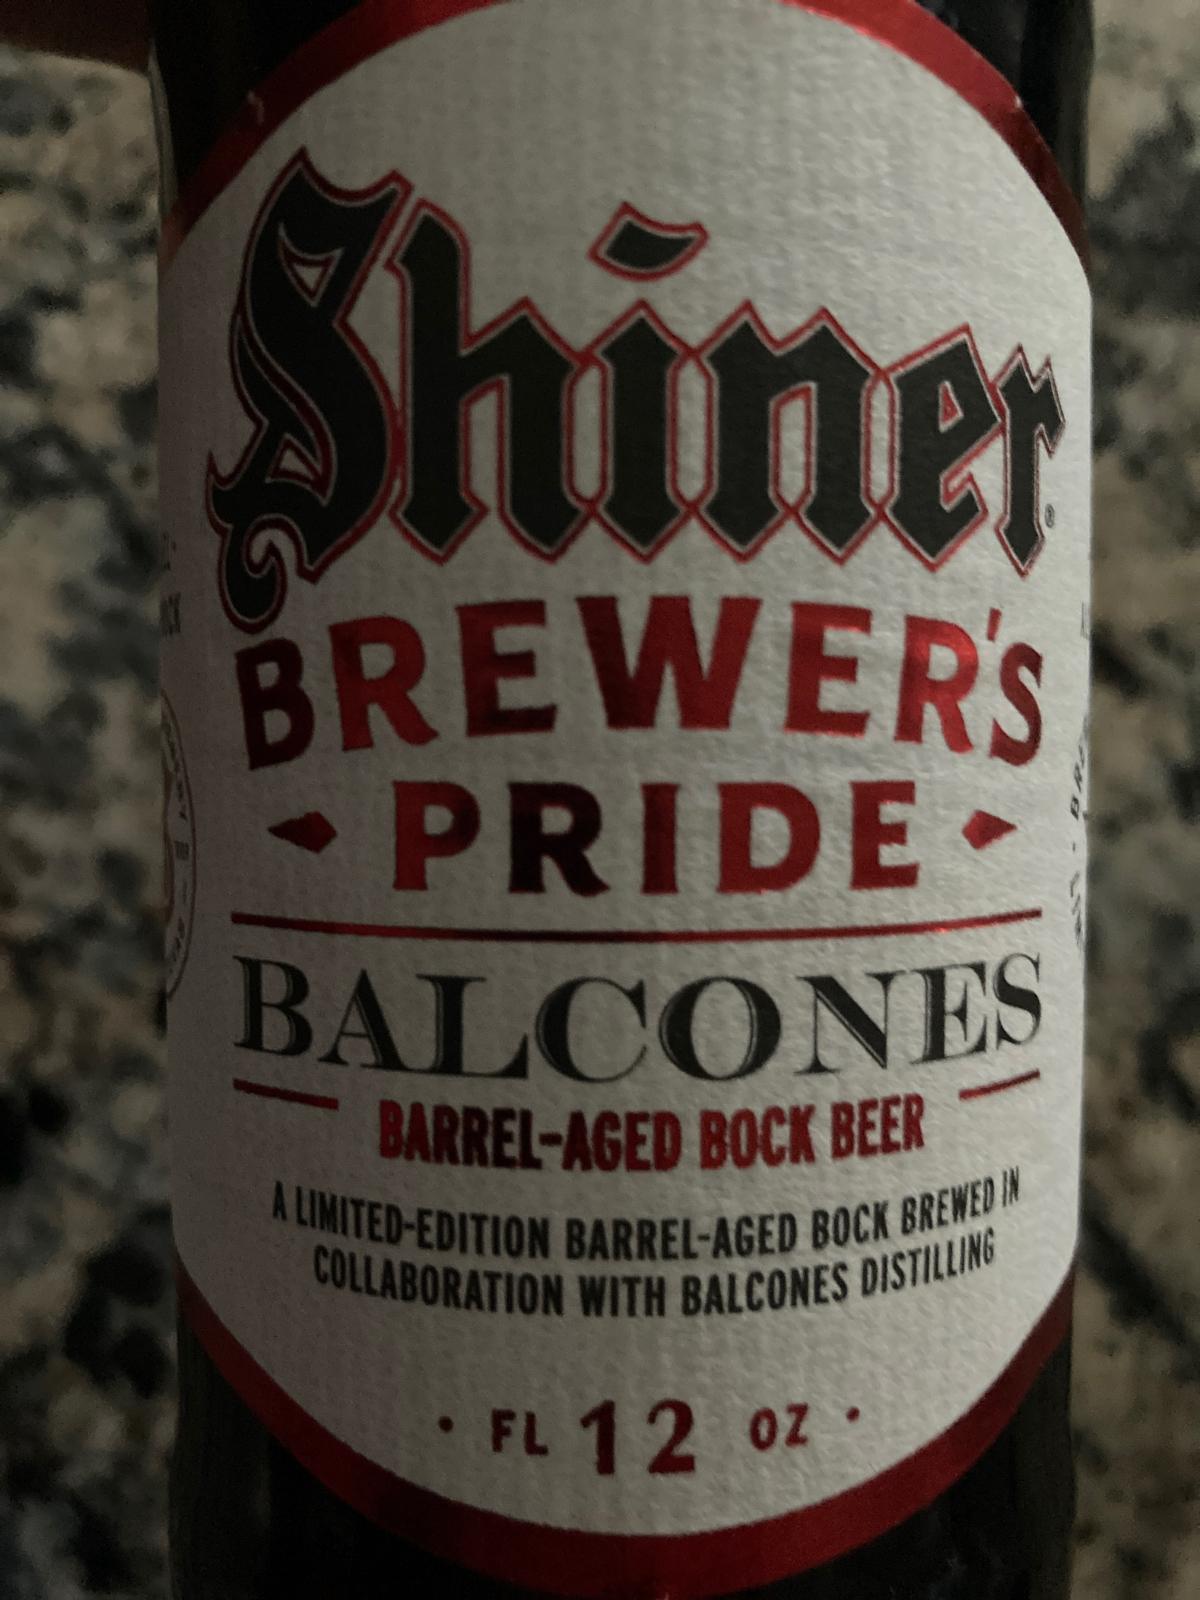 Shiner
BREWER'S
PRIDE
BALCONES
BARREL-AGED BOCK BEER
A LIMITED-EDITION BARREL-AGED BOCK BREWED IN
COLLABORATION WITH BALCONES DISTILLING
• FL 12 OZ •